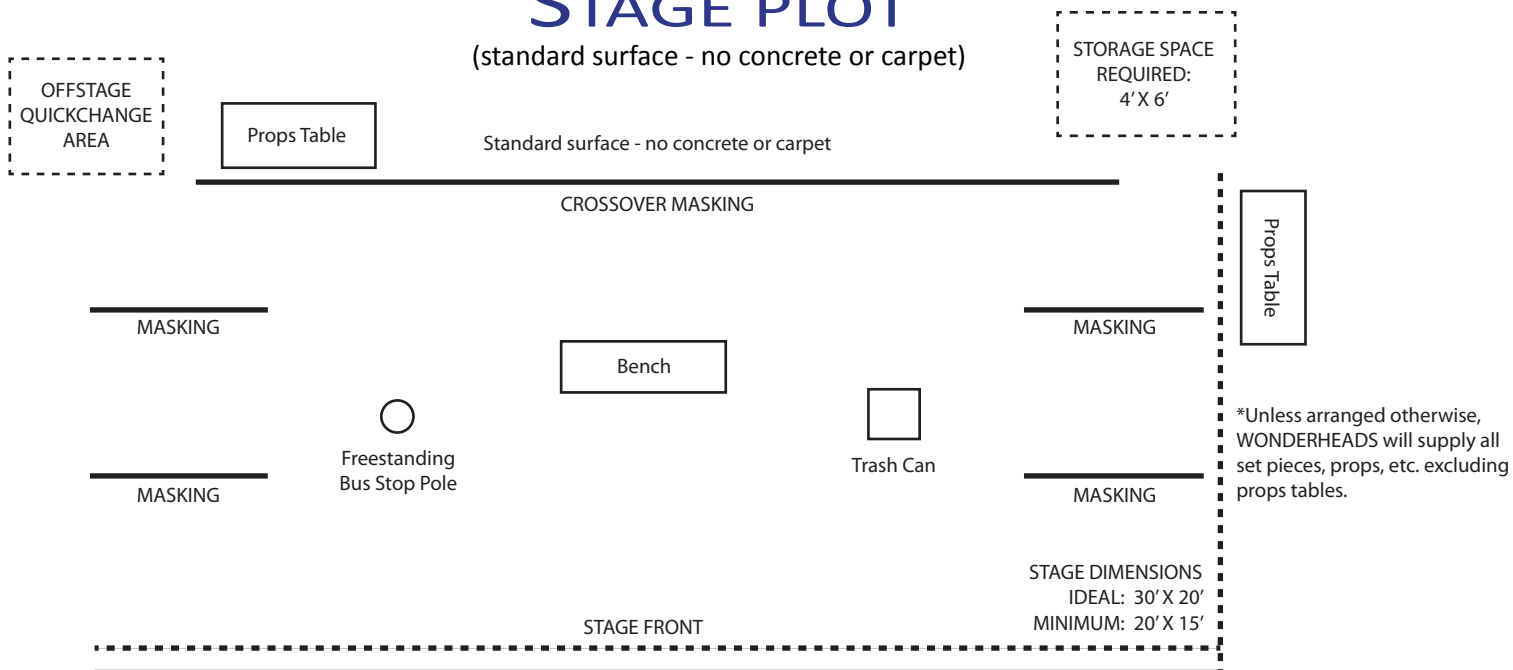 STAGE PLOT
(standard surface - no concrete or carpet)
OFFSTAGE
QUICKCHANGE
AREA
Props Table
Standard surface - no concrete or carpet
STORAGE SPACE
REQUIRED:
4’ X 6’
CROSSOVER MASKING
Props Table
MASKING
MASKING
Bench
Freestanding
Bus Stop Pole
Trash Can
*Unless arranged otherwise,
WONDERHEADS will supply all
set pieces, props, etc. excluding
props tables.
MASKING
MASKING
STAGE DIMENSIONS
IDEAL: 30’ X 20’
MINIMUM: 20’ X 15’
STAGE FRONT